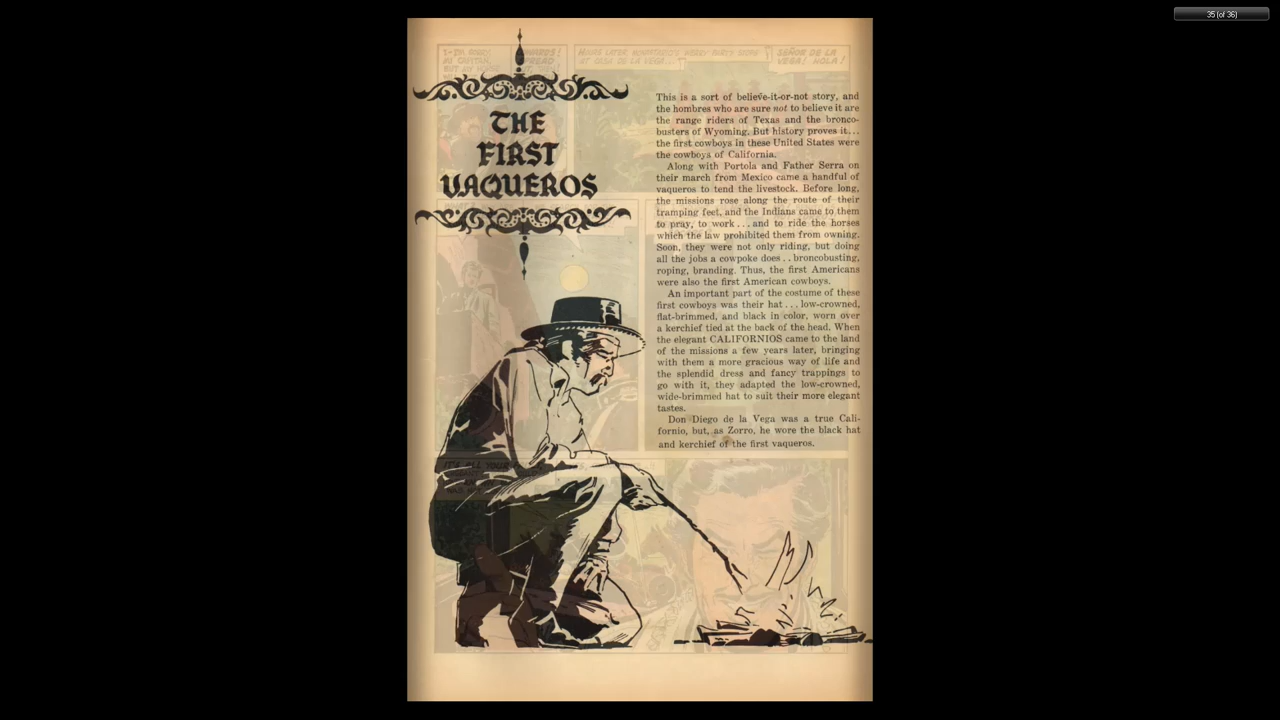 35 (of 36)
THE
FIRST
VAQUEROS
This is a sort of believe-it-or-not story, and
the hombres who are sure not to believe it are
the range riders of Texas and the bronco-
busters of Wyoming. But history proves it...
the first cowboys in these United States were
the cowboys of California.
Along with Portola and Father Serra on
their march from Mexico came a handful of
vaqueros to tend the livestock. Before long,
the missions rose along the route of their
tramping feet, and the Indians came to them
to pray, to work ... and to ride the horses
which the law prohibited them from owning.
Soon, they were not only riding, but doing
all the jobs a cowpoke does . . broncobusting,
roping, branding. Thus, the first Americans
were also the first American cowboys.
An important part of the costume of these
first cowboys was their hat ... low-crowned,
flat-brimmed, and black in color, worn over
a kerchief tied at the back of the head. When
the elegant CALIFORNIOS came to the land
of the missions a few years later, bringing
with them a more gracious way of life and
the splendid dress and fancy trappings to
go with it, they adapted the low-crowned,
wide-brimmed hat to suit their more elegant
tastes.
Don Diego de la Vega was a true Cali-
fornio, but, as Zorro, he wore the black hat
and kerchief of the first vaqueros.
SEÑOR DE LA
VEGA! HOLA!